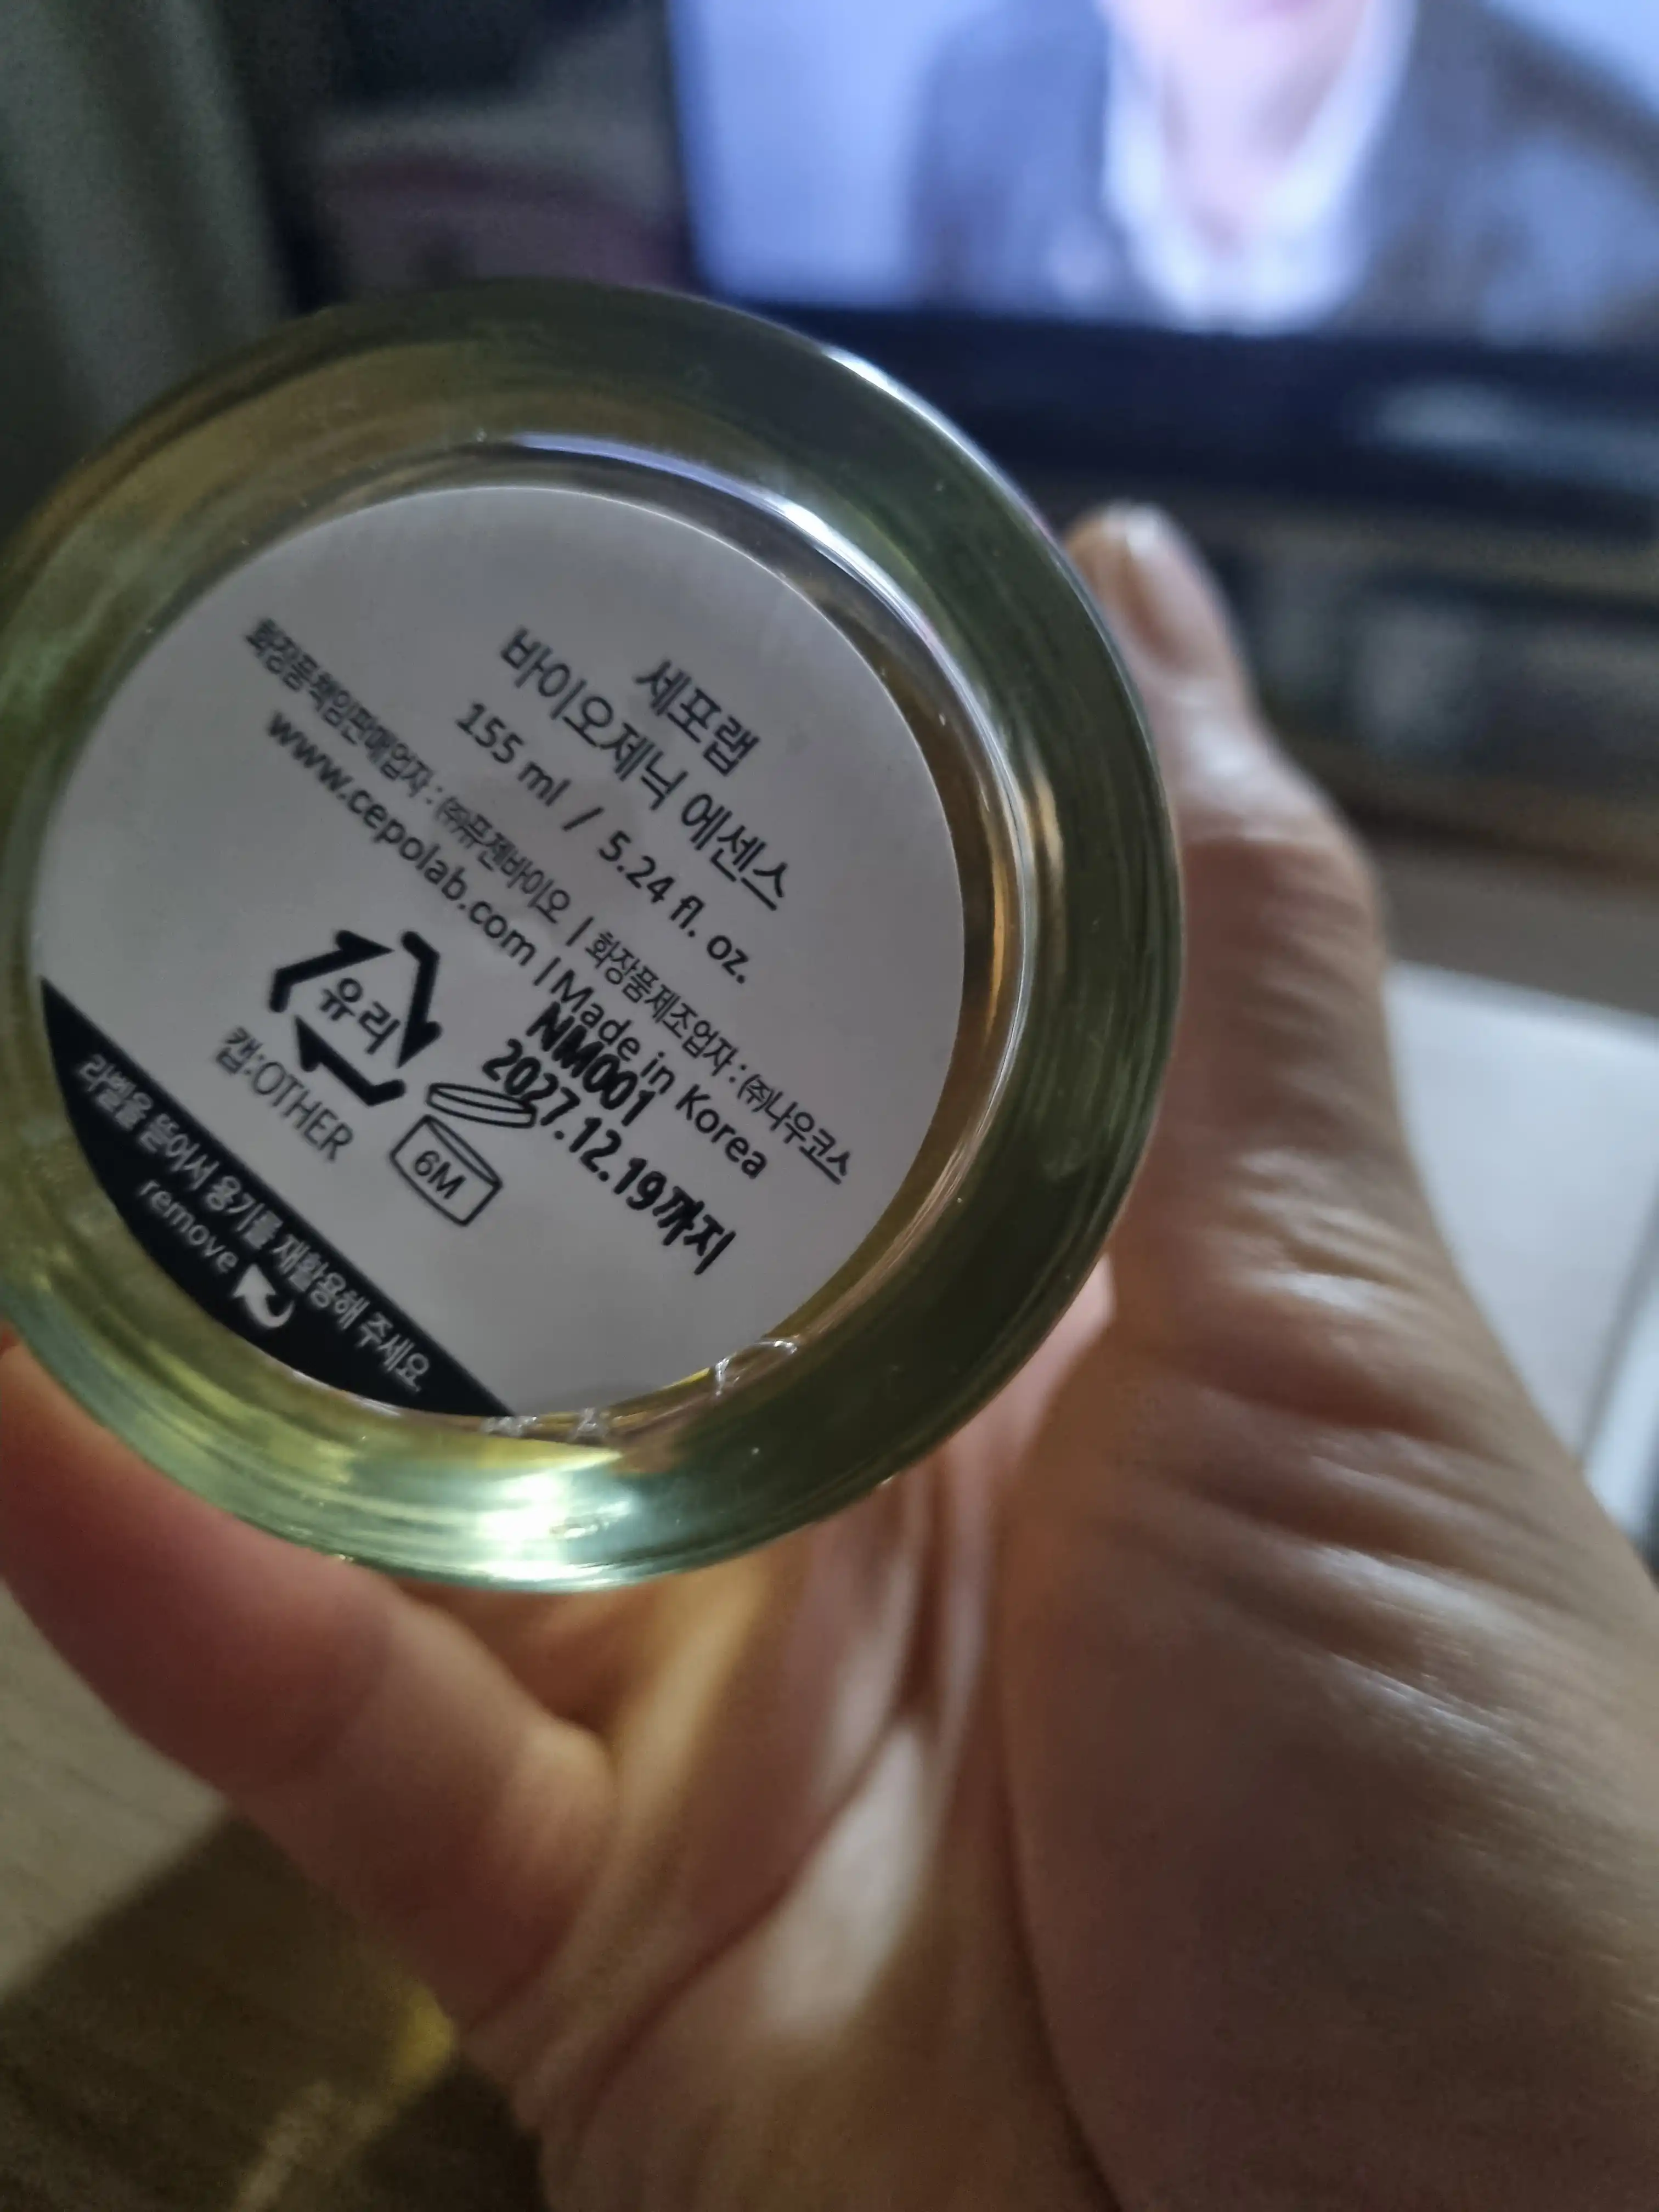 세포랩
바이오제닉 에센스
155 ml / 5.24 fl. oz.
화장품책임판매업자 : (주)퓨젠바이오 | 화장품제조업자 : (주)나우코스
www.cepolab.com | Made in Korea
NM001
2027.12.19까지
유리
캡:OTHER
6M
라벨을 뜯어서 용기를 재활용해 주세요.
remove